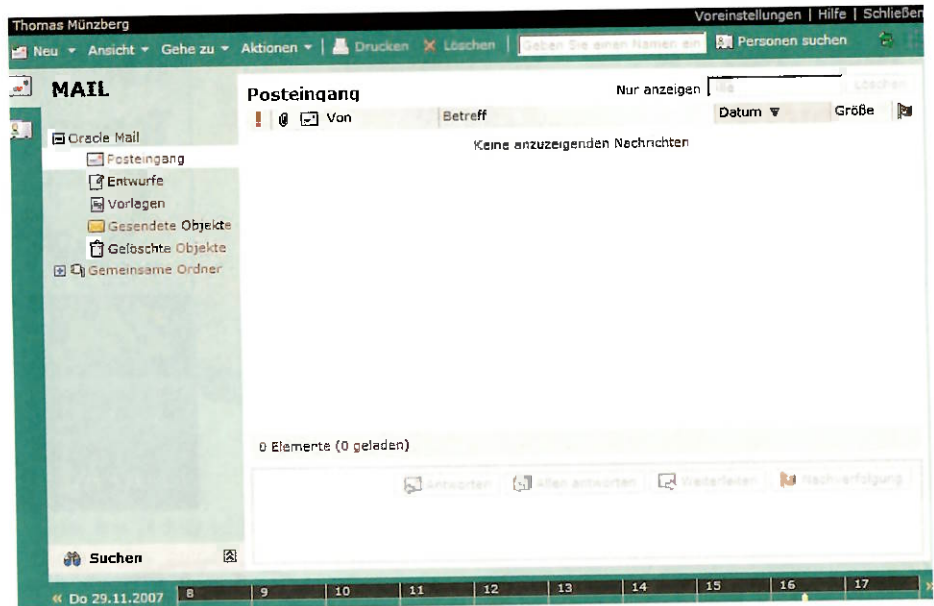 Thomas Münzberg
Voreinstellungen | Hilfe | Schließen
Neu Ansicht Gehe zu Aktionen Drucken Löschen Geben Sie einen Namen ein Personen suchen
MAIL
Oracle Mail
Posteingang
Entwürfe
Vorlagen
Gesendete Objekte
Gelöschte Objekte
Gemeinsame Ordner
Suchen
Posteingang
Nur anzeigen
Löschen
Von Betreff Datum Größe
Keine anzuzeigenden Nachrichten
0 Elemente (0 geladen)
Antworten Allen antworten Weiterleiten Nachverfolgung
« Do 29.11.2007 8 9 10 11 12 13 14 15 16 17 »